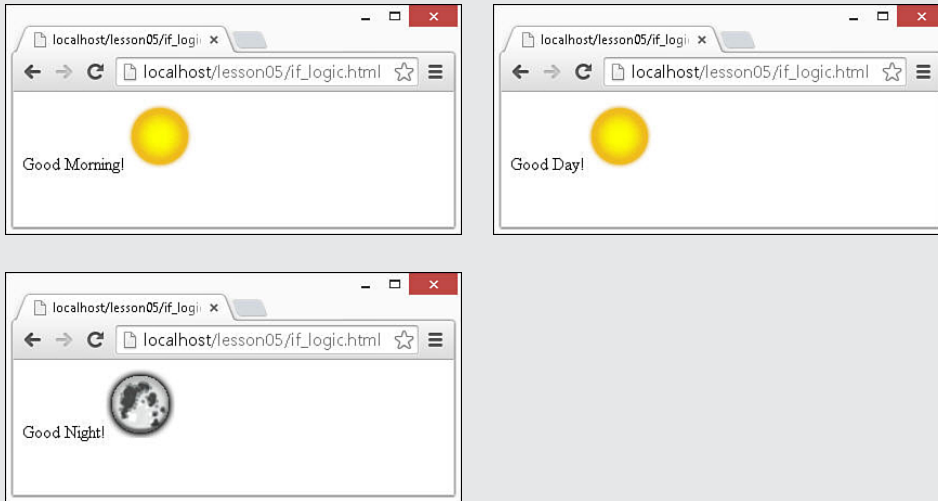 localhost/lesson05/if_logi
localhost/lesson05/if_logic.html
Good Morning!
localhost/lesson05/if_logi
localhost/lesson05/if_logic.html
Good Day!
localhost/lesson05/if_logi
localhost/lesson05/if_logic.html
Good Night!